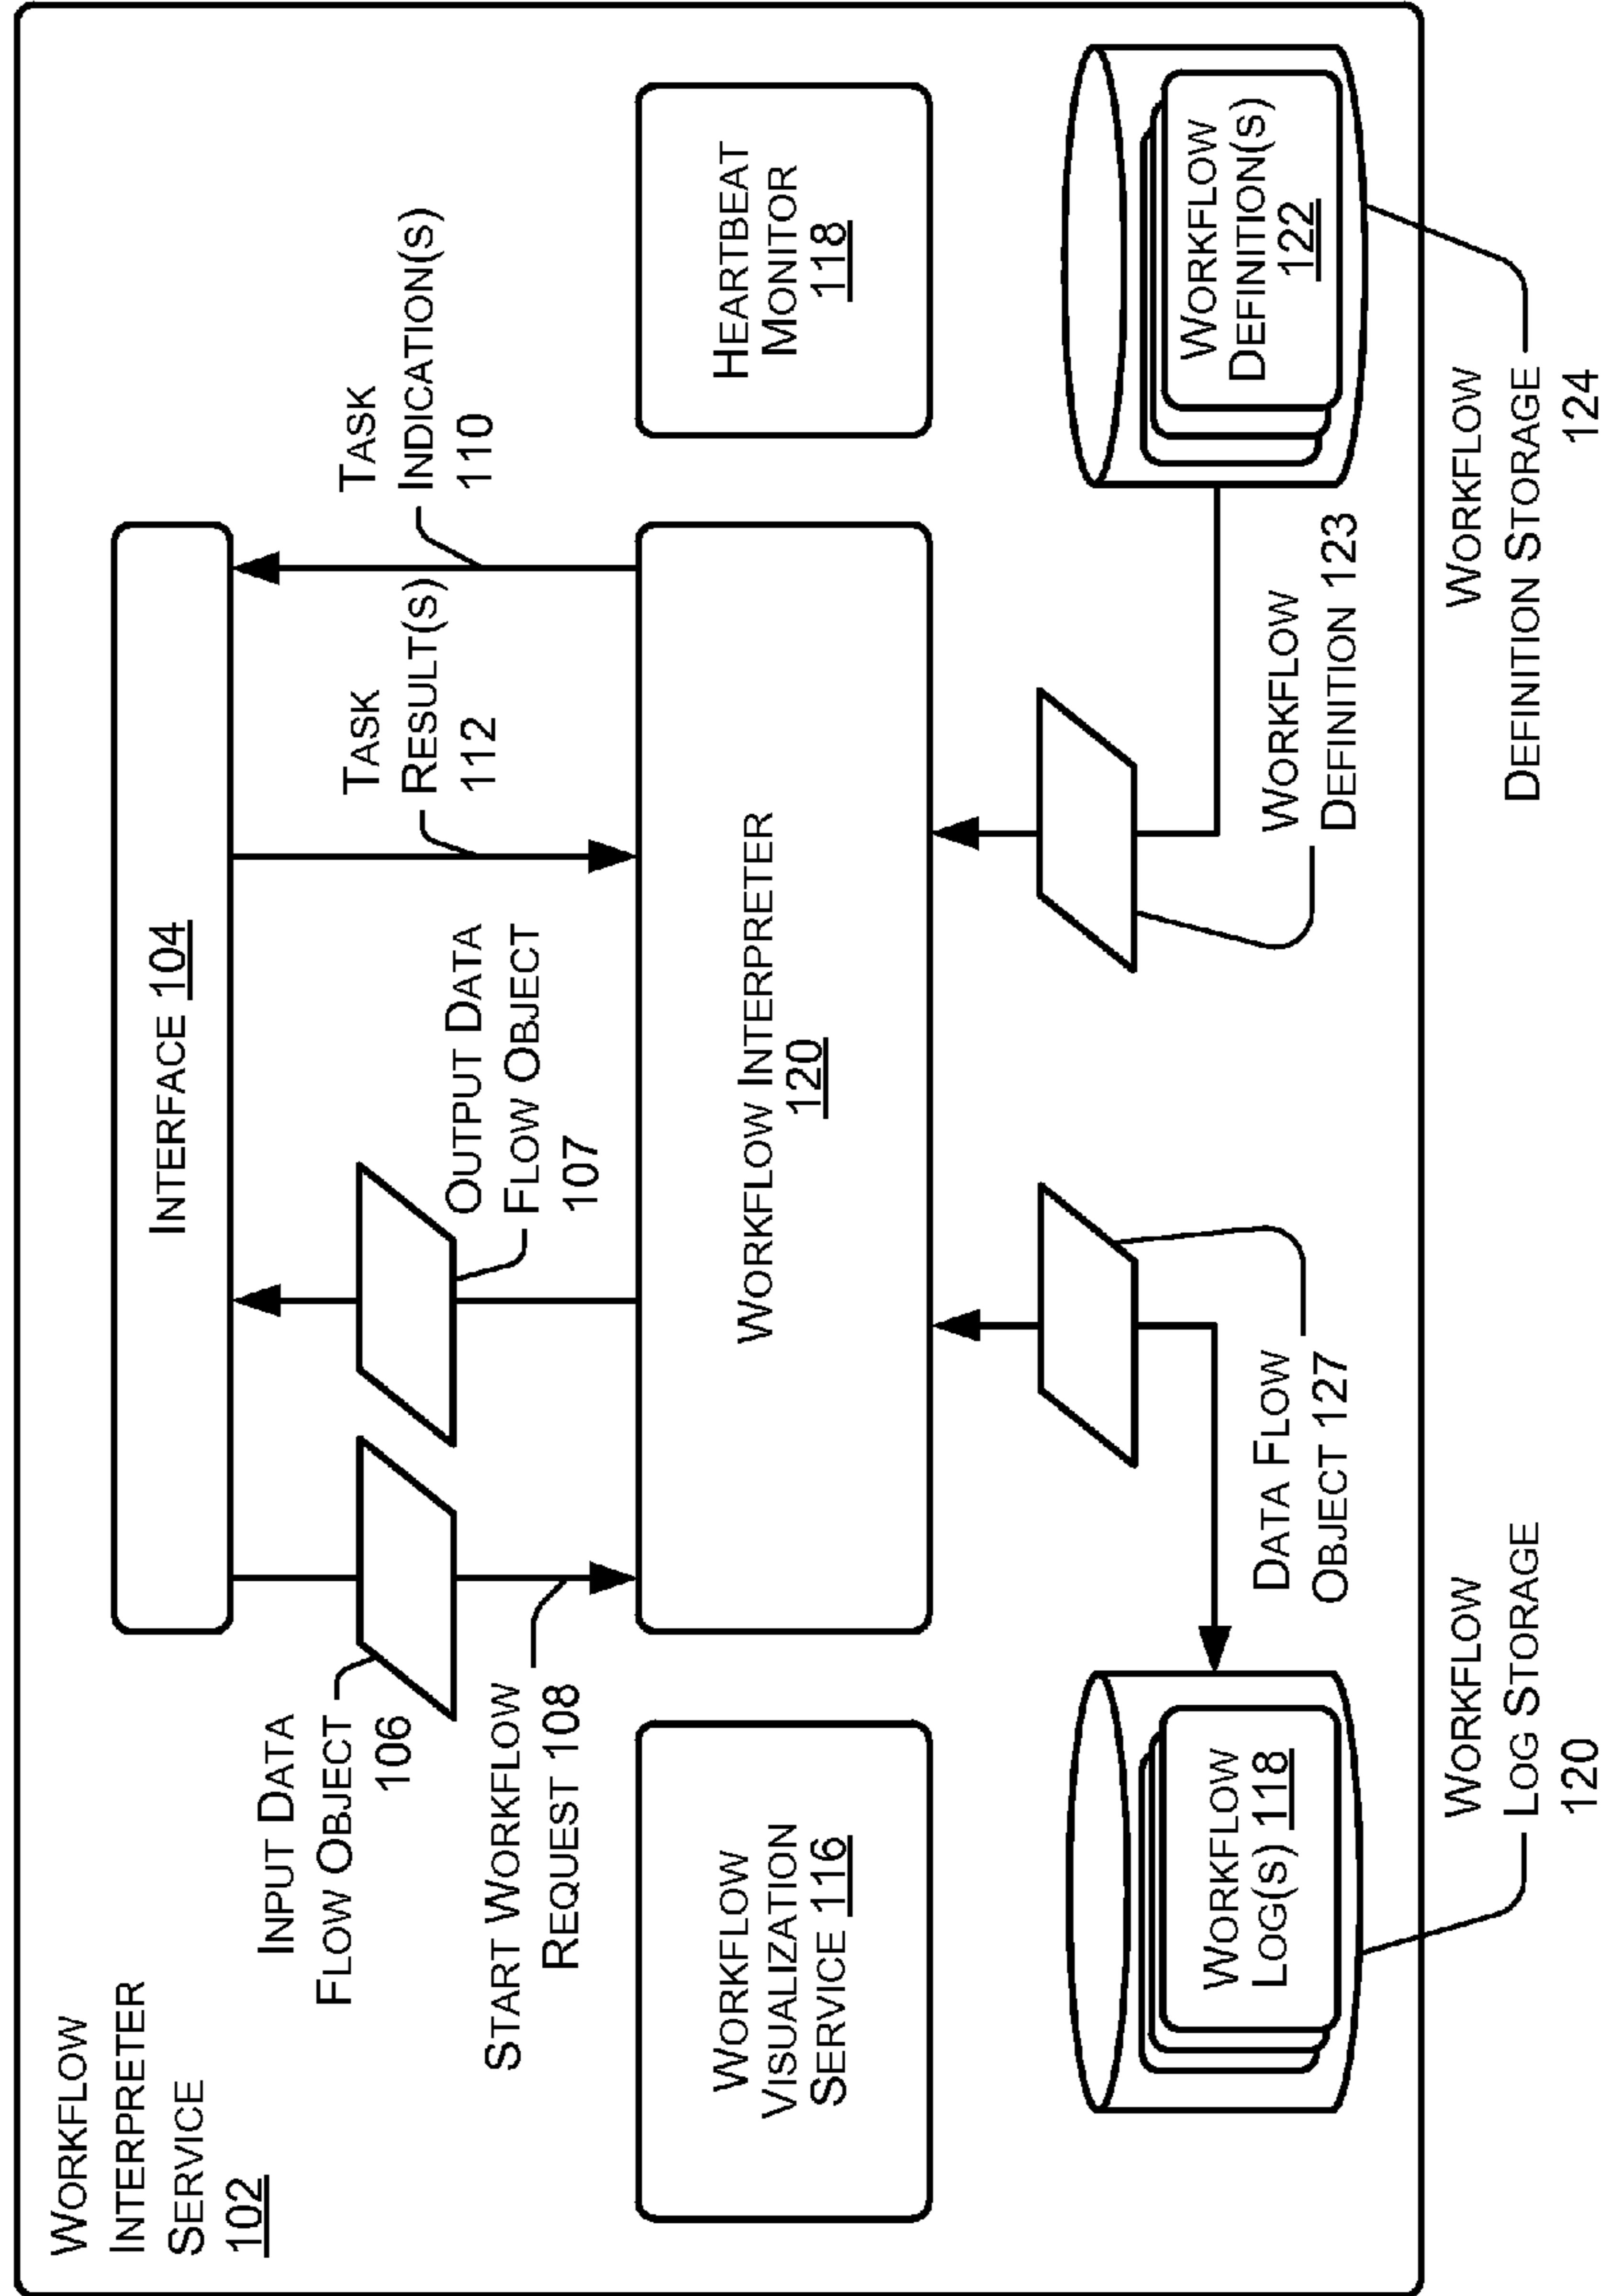 WORKFLOW
INTERPRETER
SERVICE
102
INTERFACE 104
INPUT DATA
FLOW OBJECT
106
START WORKFLOW
REQUEST 108
OUTPUT DATA
FLOW OBJECT
107
TASK
RESULT(S)
112
TASK
INDICATION(S)
110
WORKFLOW
VISUALIZATION
SERVICE 116
WORKFLOW INTERPRETER
120
HEARTBEAT
MONITOR
118
WORKFLOW
LOG(S) 118
DATA FLOW
OBJECT 127
WORKFLOW
DEFINITION 123
WORKFLOW
DEFINITION(S)
122
WORKFLOW
LOG STORAGE
120
WORKFLOW
DEFINITION STORAGE
124